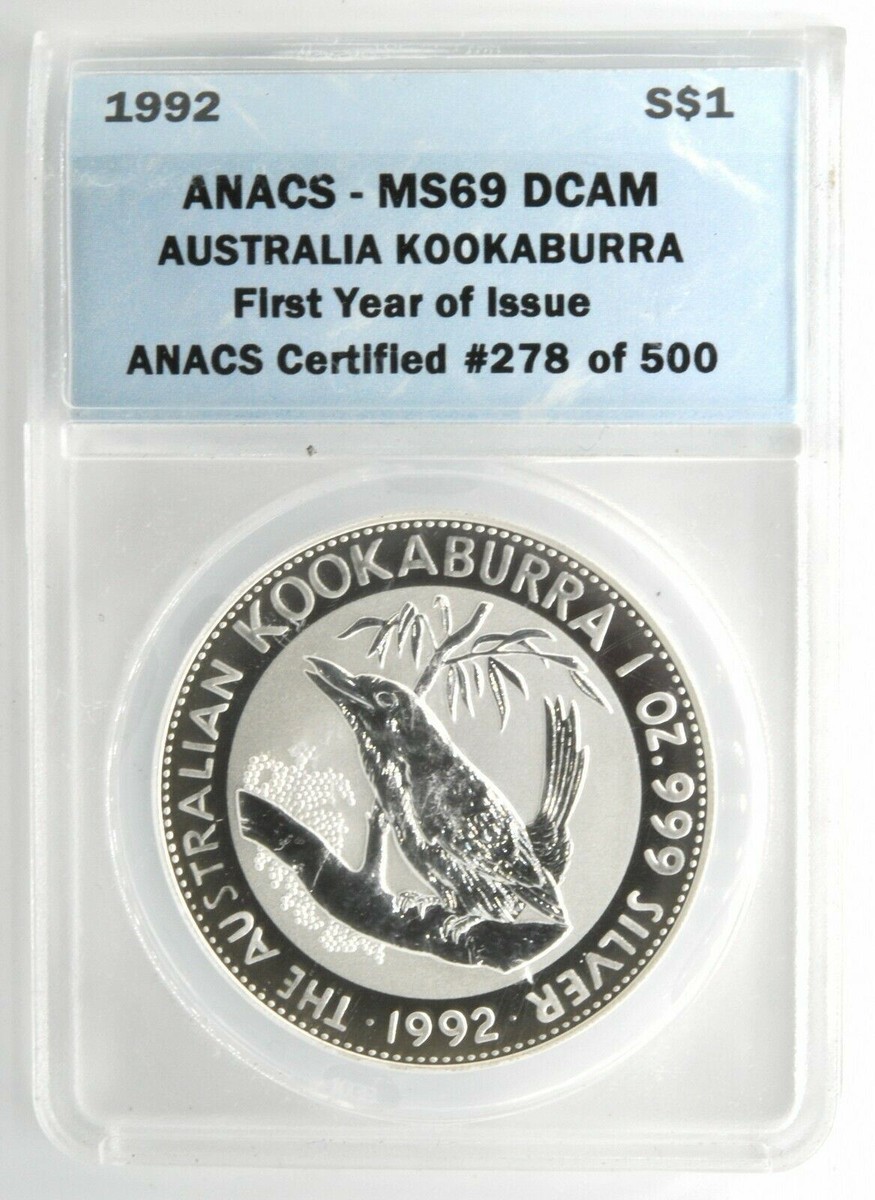 1992 S$1
ANACS - MS69 DCAM
AUSTRALIA KOOKABURRA
First Year of Issue
ANACS Certified #278 of 500
THE AUSTRALIAN KOOKABURRA 1 OZ. 999 SILVER
· 1992 ·